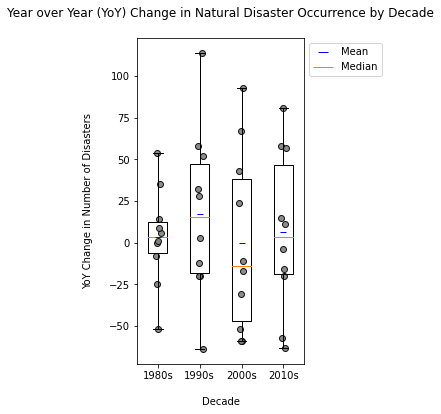 Year over Year (YoY) Change in Natural Disaster Occurrence by Decade
Mean
Median
YoY Change in Number of Disasters
100
75
50
25
0
−25
−50
1980s 1990s 2000s 2010s
Decade